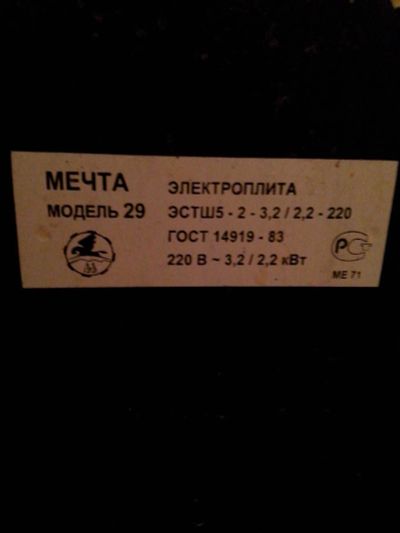 МЕЧТА ЭЛЕКТРОПЛИТА
МОДЕЛЬ 29 ЭСТШ5 - 2 - 3,2 / 2,2 - 220
ГОСТ 14919 - 83
220 В ~ 3,2 / 2,2 кВт
МЕ 71